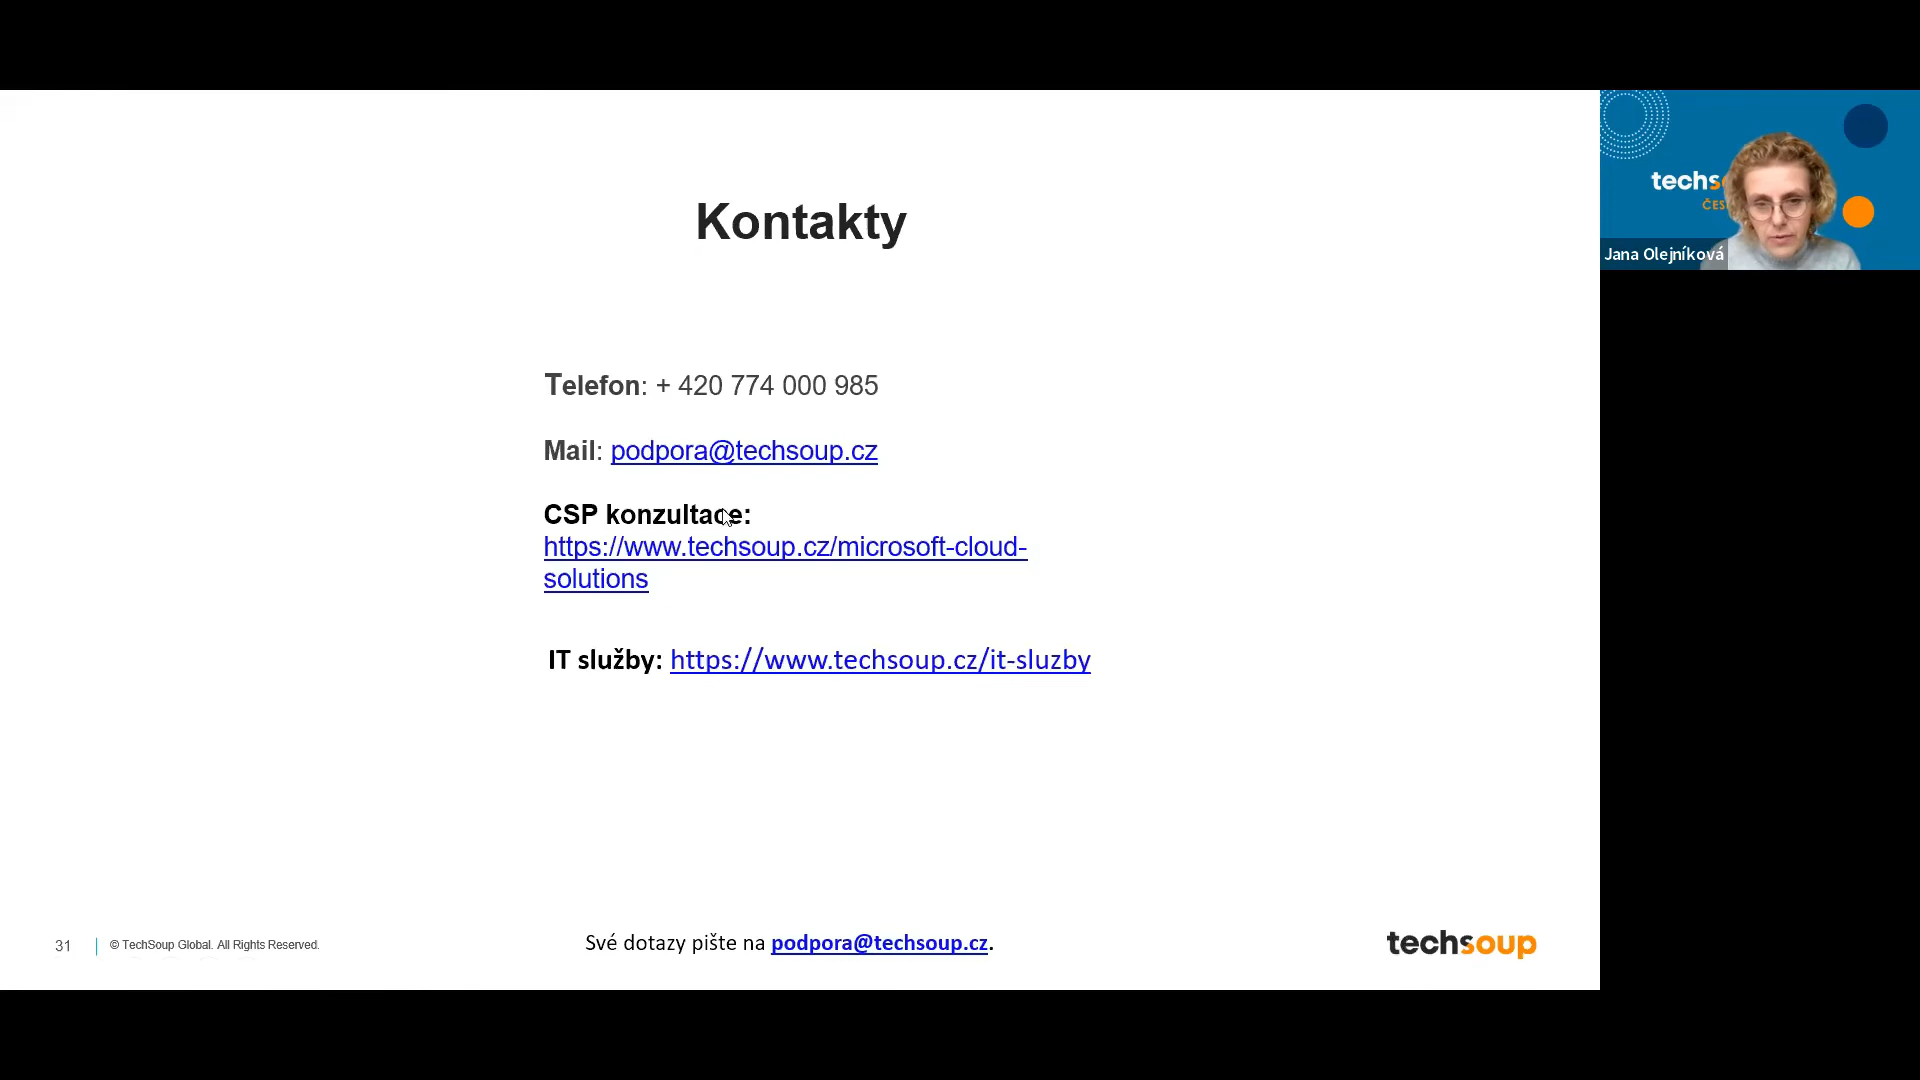 Kontakty
techs
ČES
Jana Olejníková
Telefon: + 420 774 000 985
Mail: podpora@techsoup.cz
CSP konzultace:
https://www.techsoup.cz/microsoft-cloud-
solutions
IT služby: https://www.techsoup.cz/it-sluzby
31
© TechSoup Global. All Rights Reserved.
Své dotazy pište na podpora@techsoup.cz.
techsoup